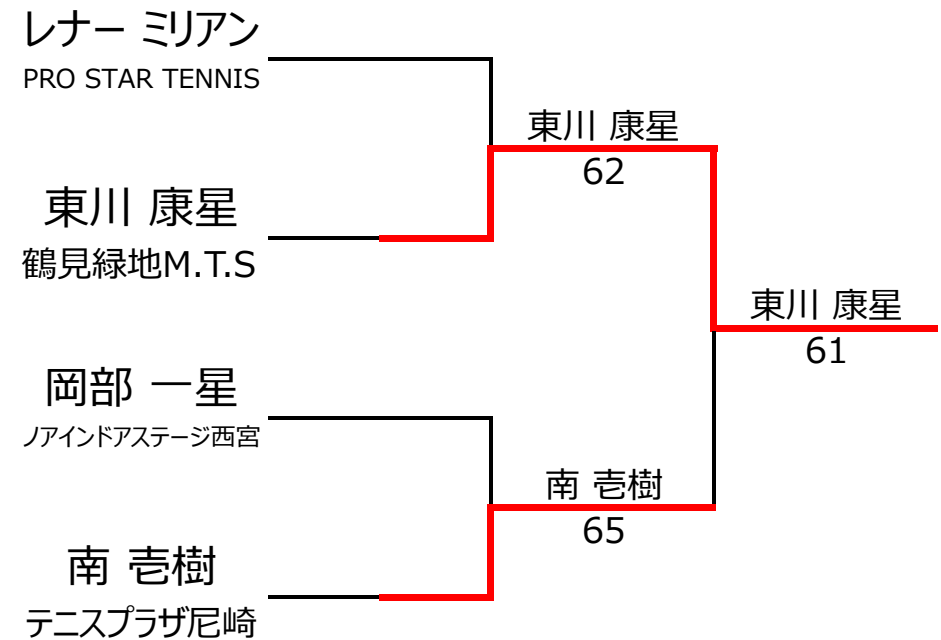 レナー ミリアン
PRO STAR TENNIS
東川 康星
62
東川 康星
鶴見緑地M.T.S
東川 康星
61
岡部 一星
ノアインドアステージ西宮
南 壱樹
65
南 壱樹
テニスプラザ尼崎